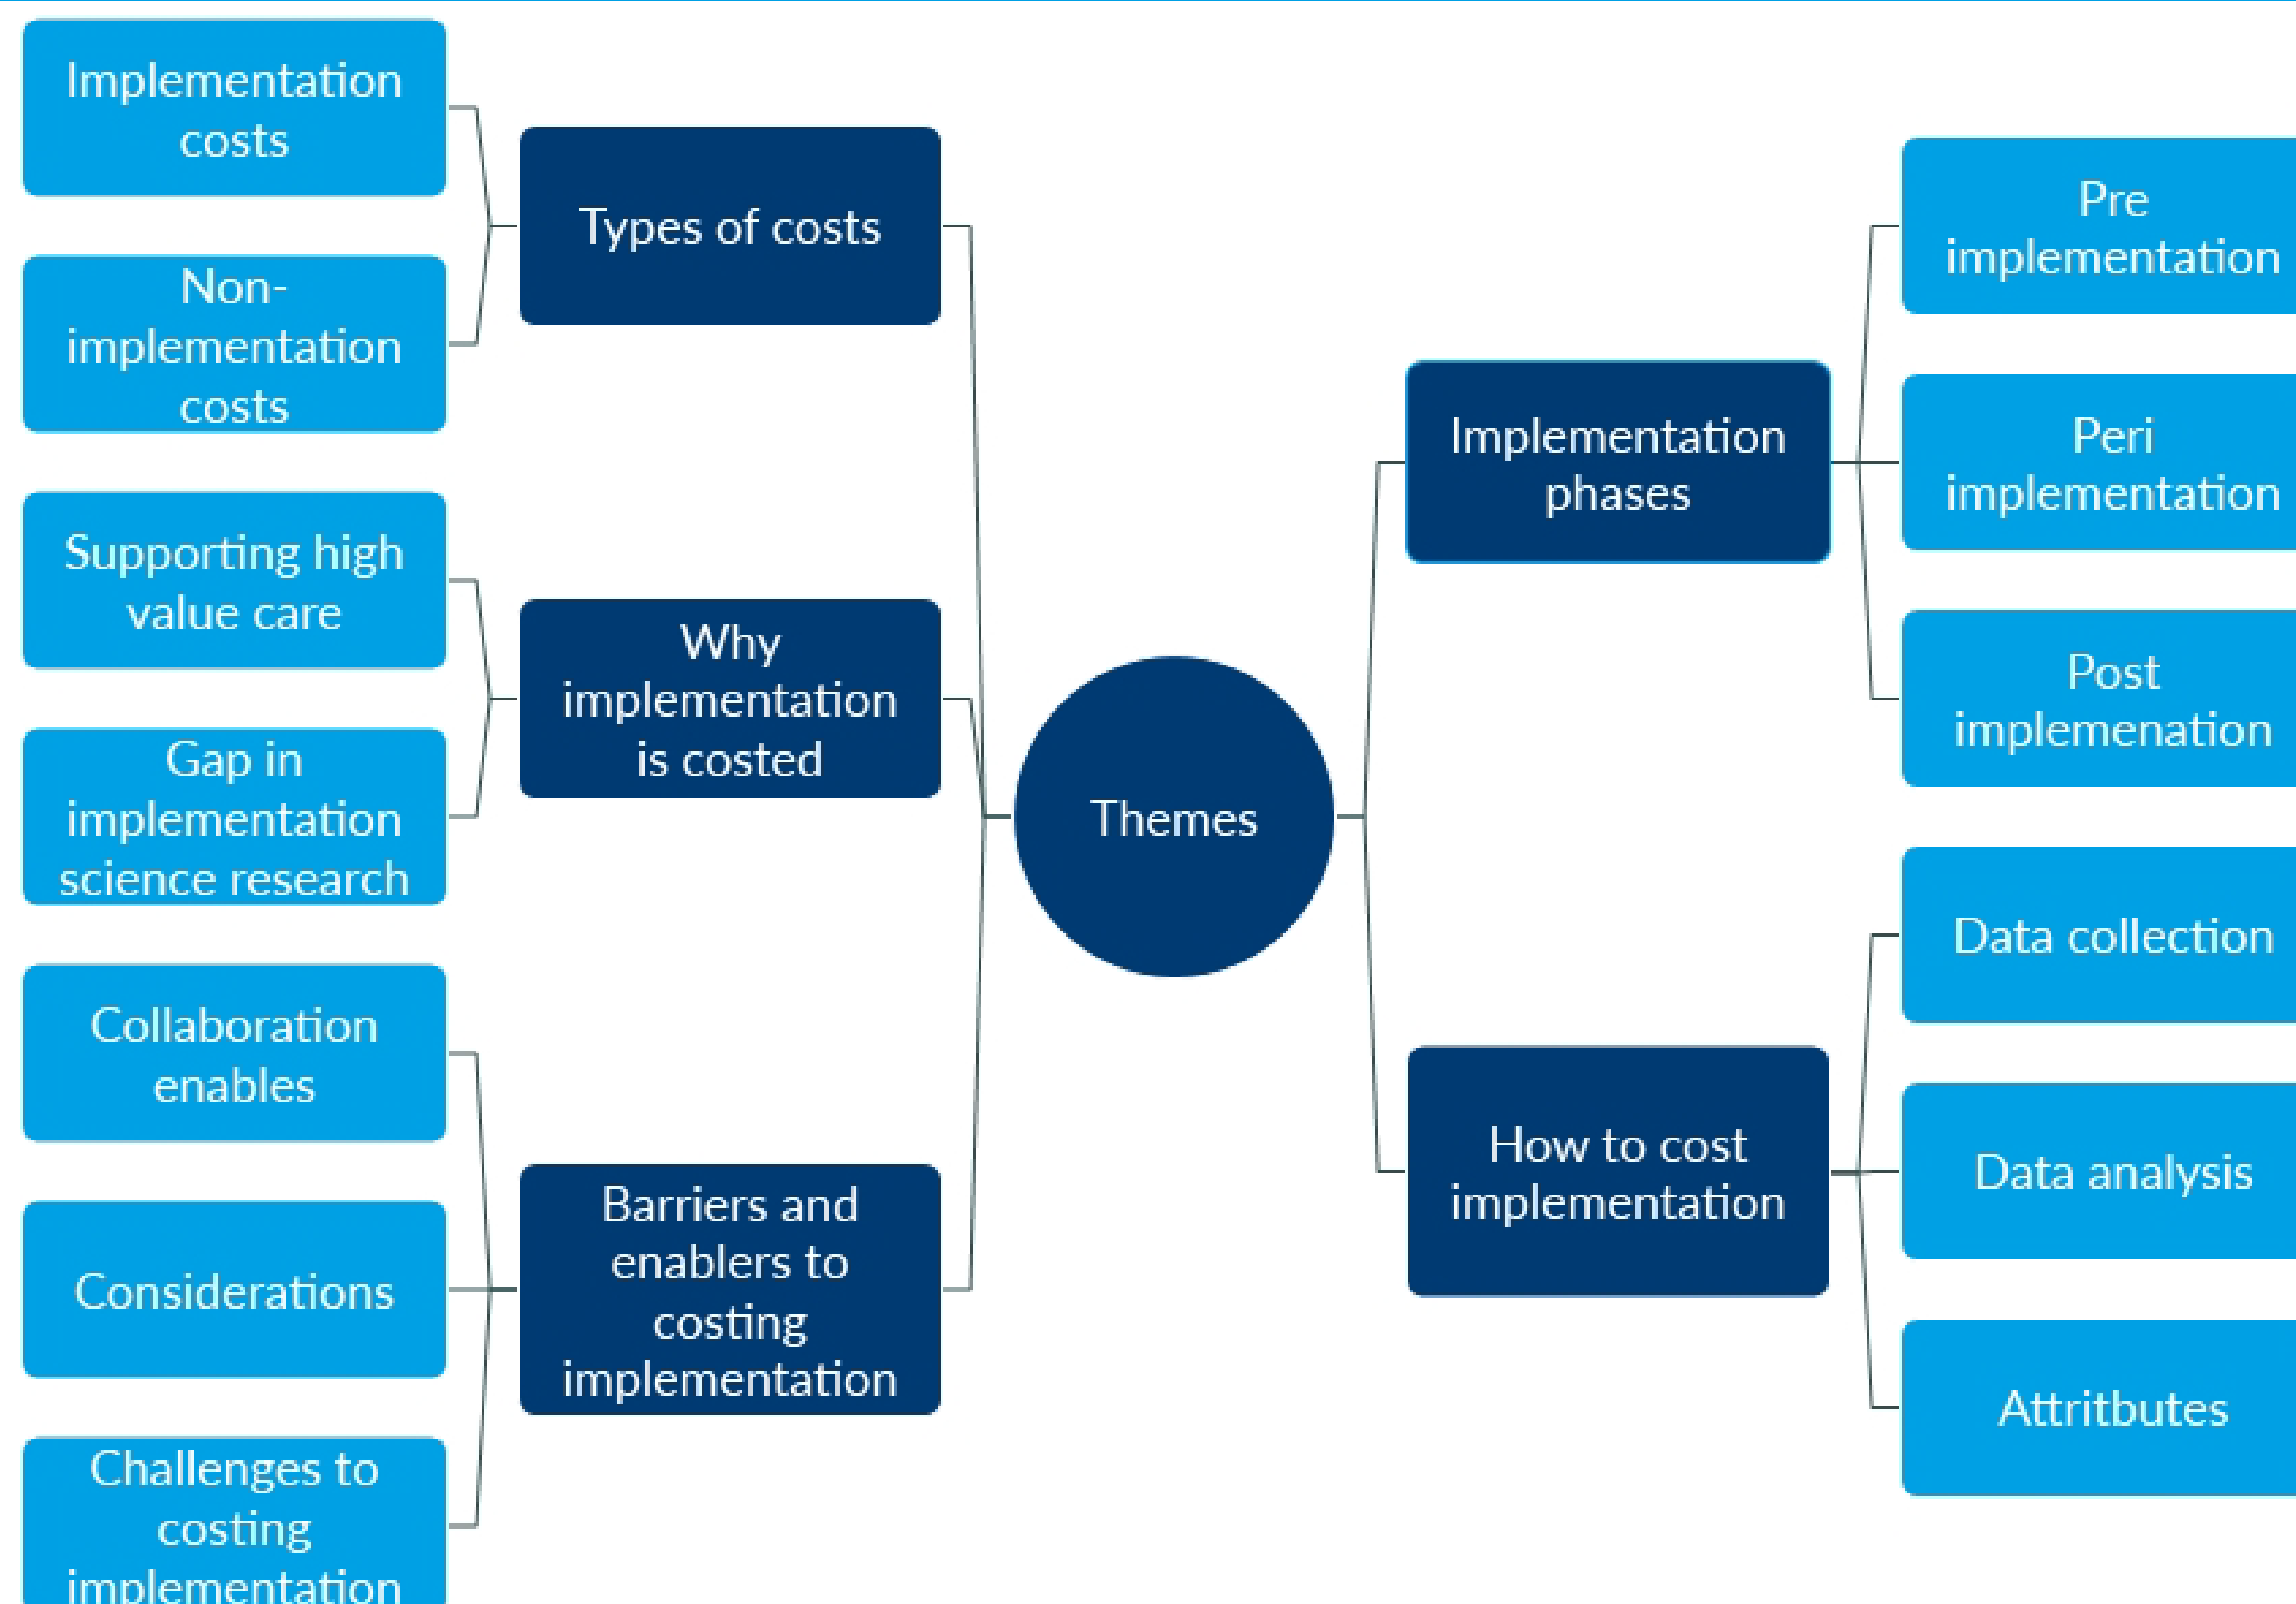 Implementation
costs
Non-
implementation
costs
Types of costs
Supporting high
value care
Gap in
implementation
science research
Why
implementation
is costed
Collaboration
enables
Considerations
Challenges to
costing
implementation
Barriers and
enablers to
costing
implementation
Themes
Implementation
phases
Pre
implementation
Peri
implementation
Post
implemenation
How to cost
implementation
Data collection
Data analysis
Attritbutes